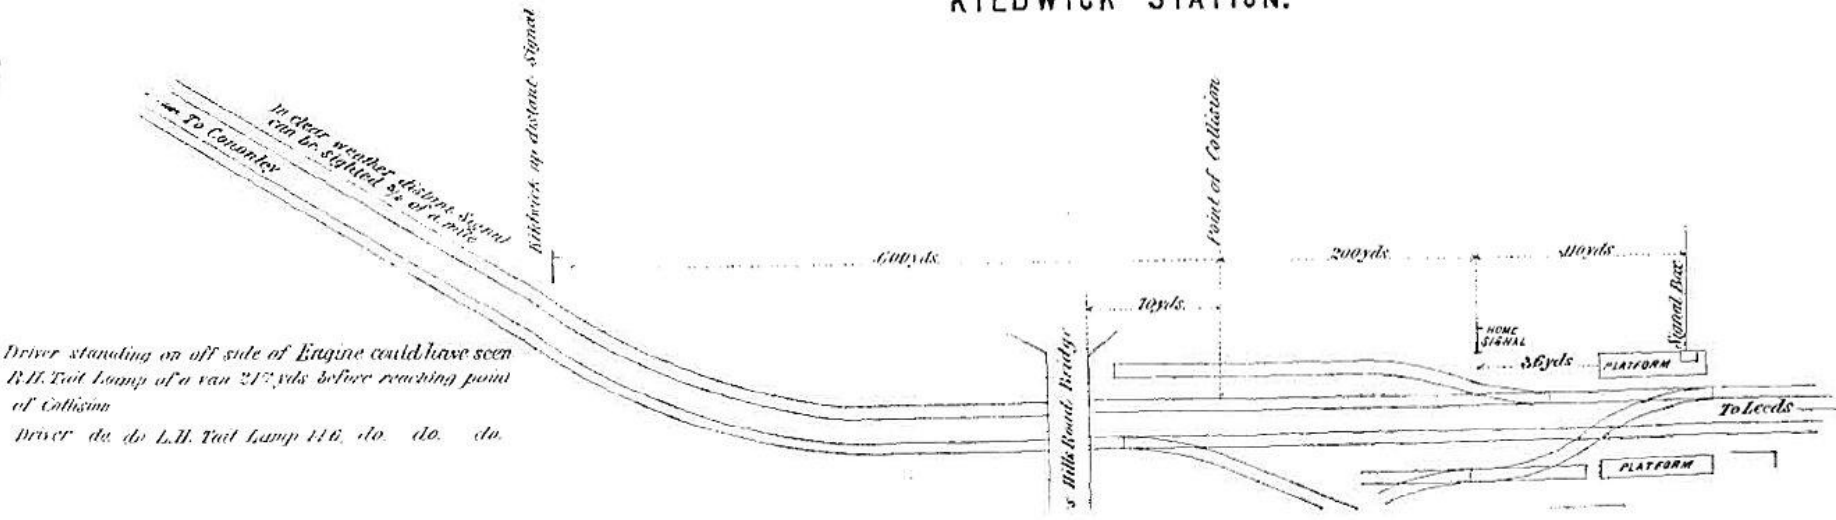 KILDWICK STATION.
Kildwick up distant Signal
To Cononley
In clear weather distant Signal
can be sighted ¾ of a mile
Point of Collision
600yds.
200yds
110yds
70yds.
Signal Box
HOME
SIGNAL
36yds
PLATFORM
Hills Road Bridge
To Leeds
PLATFORM
Driver standing on off side of Engine could have seen
R.H. Tail Lamp of a van yds before reaching point
of Collision
Driver do. do L.H. Tail Lamp 146. do. do. do.